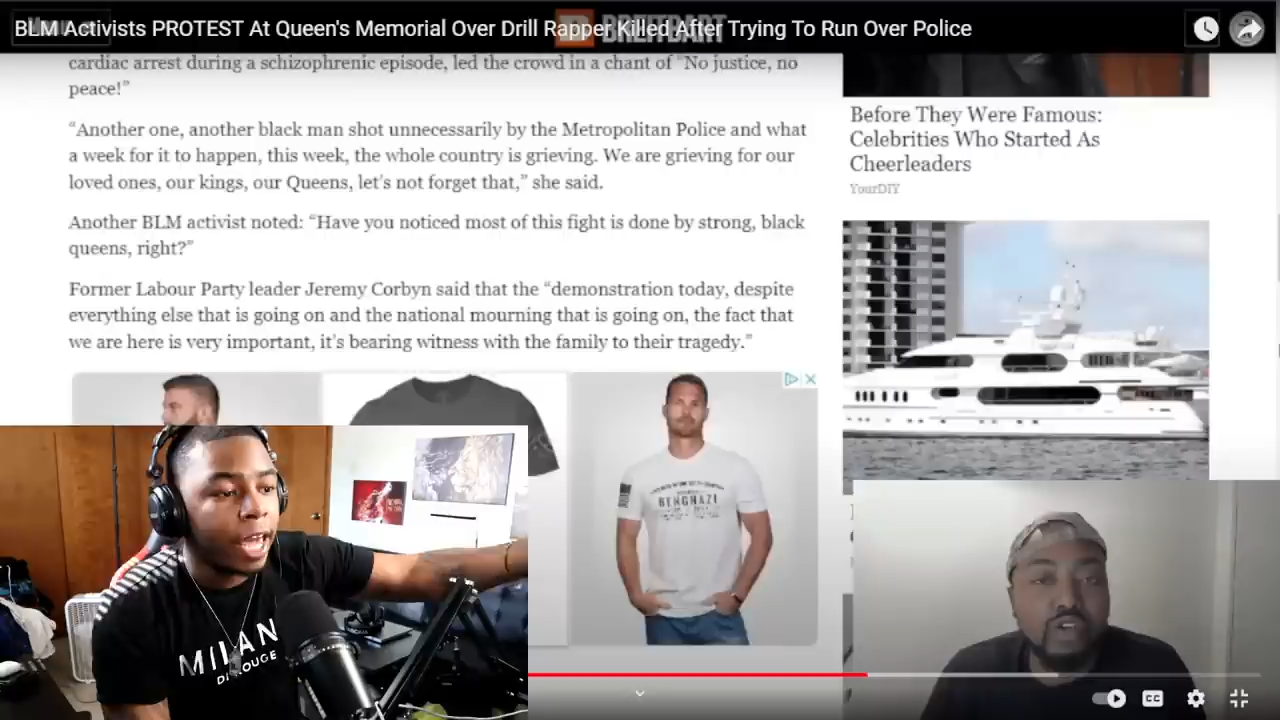 BLM Activists PROTEST At Queen's Memorial Over Drill Rapper Killed After Trying To Run Over Police
BREITBART
cardiac arrest during a schizophrenic episode, led the crowd in a chant of “No justice, no
peace!”
“Another one, another black man shot unnecessarily by the Metropolitan Police and what
a week for it to happen, this week, the whole country is grieving. We are grieving for our
loved ones, our kings, our Queens, let’s not forget that,” she said.
Another BLM activist noted: “Have you noticed most of this fight is done by strong, black
queens, right?”
Former Labour Party leader Jeremy Corbyn said that the “demonstration today, despite
everything else that is going on and the national mourning that is going on, the fact that
we are here is very important, it’s bearing witness with the family to their tragedy.”
Before They Were Famous:
Celebrities Who Started As
Cheerleaders
YourDIY
BENGHAZI
MILAN
DI ROUGE
CC